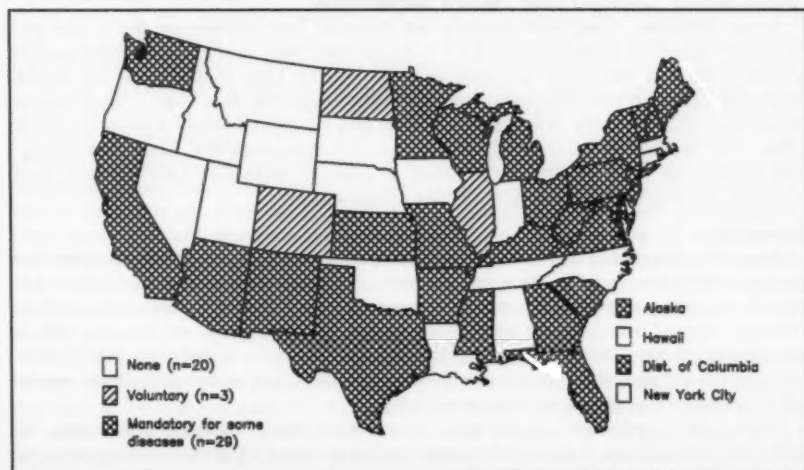 None (n=20)
Voluntary (n=3)
Mandatory for some
diseases (n=29)
Alaska
Hawaii
Dist. of Columbia
New York City